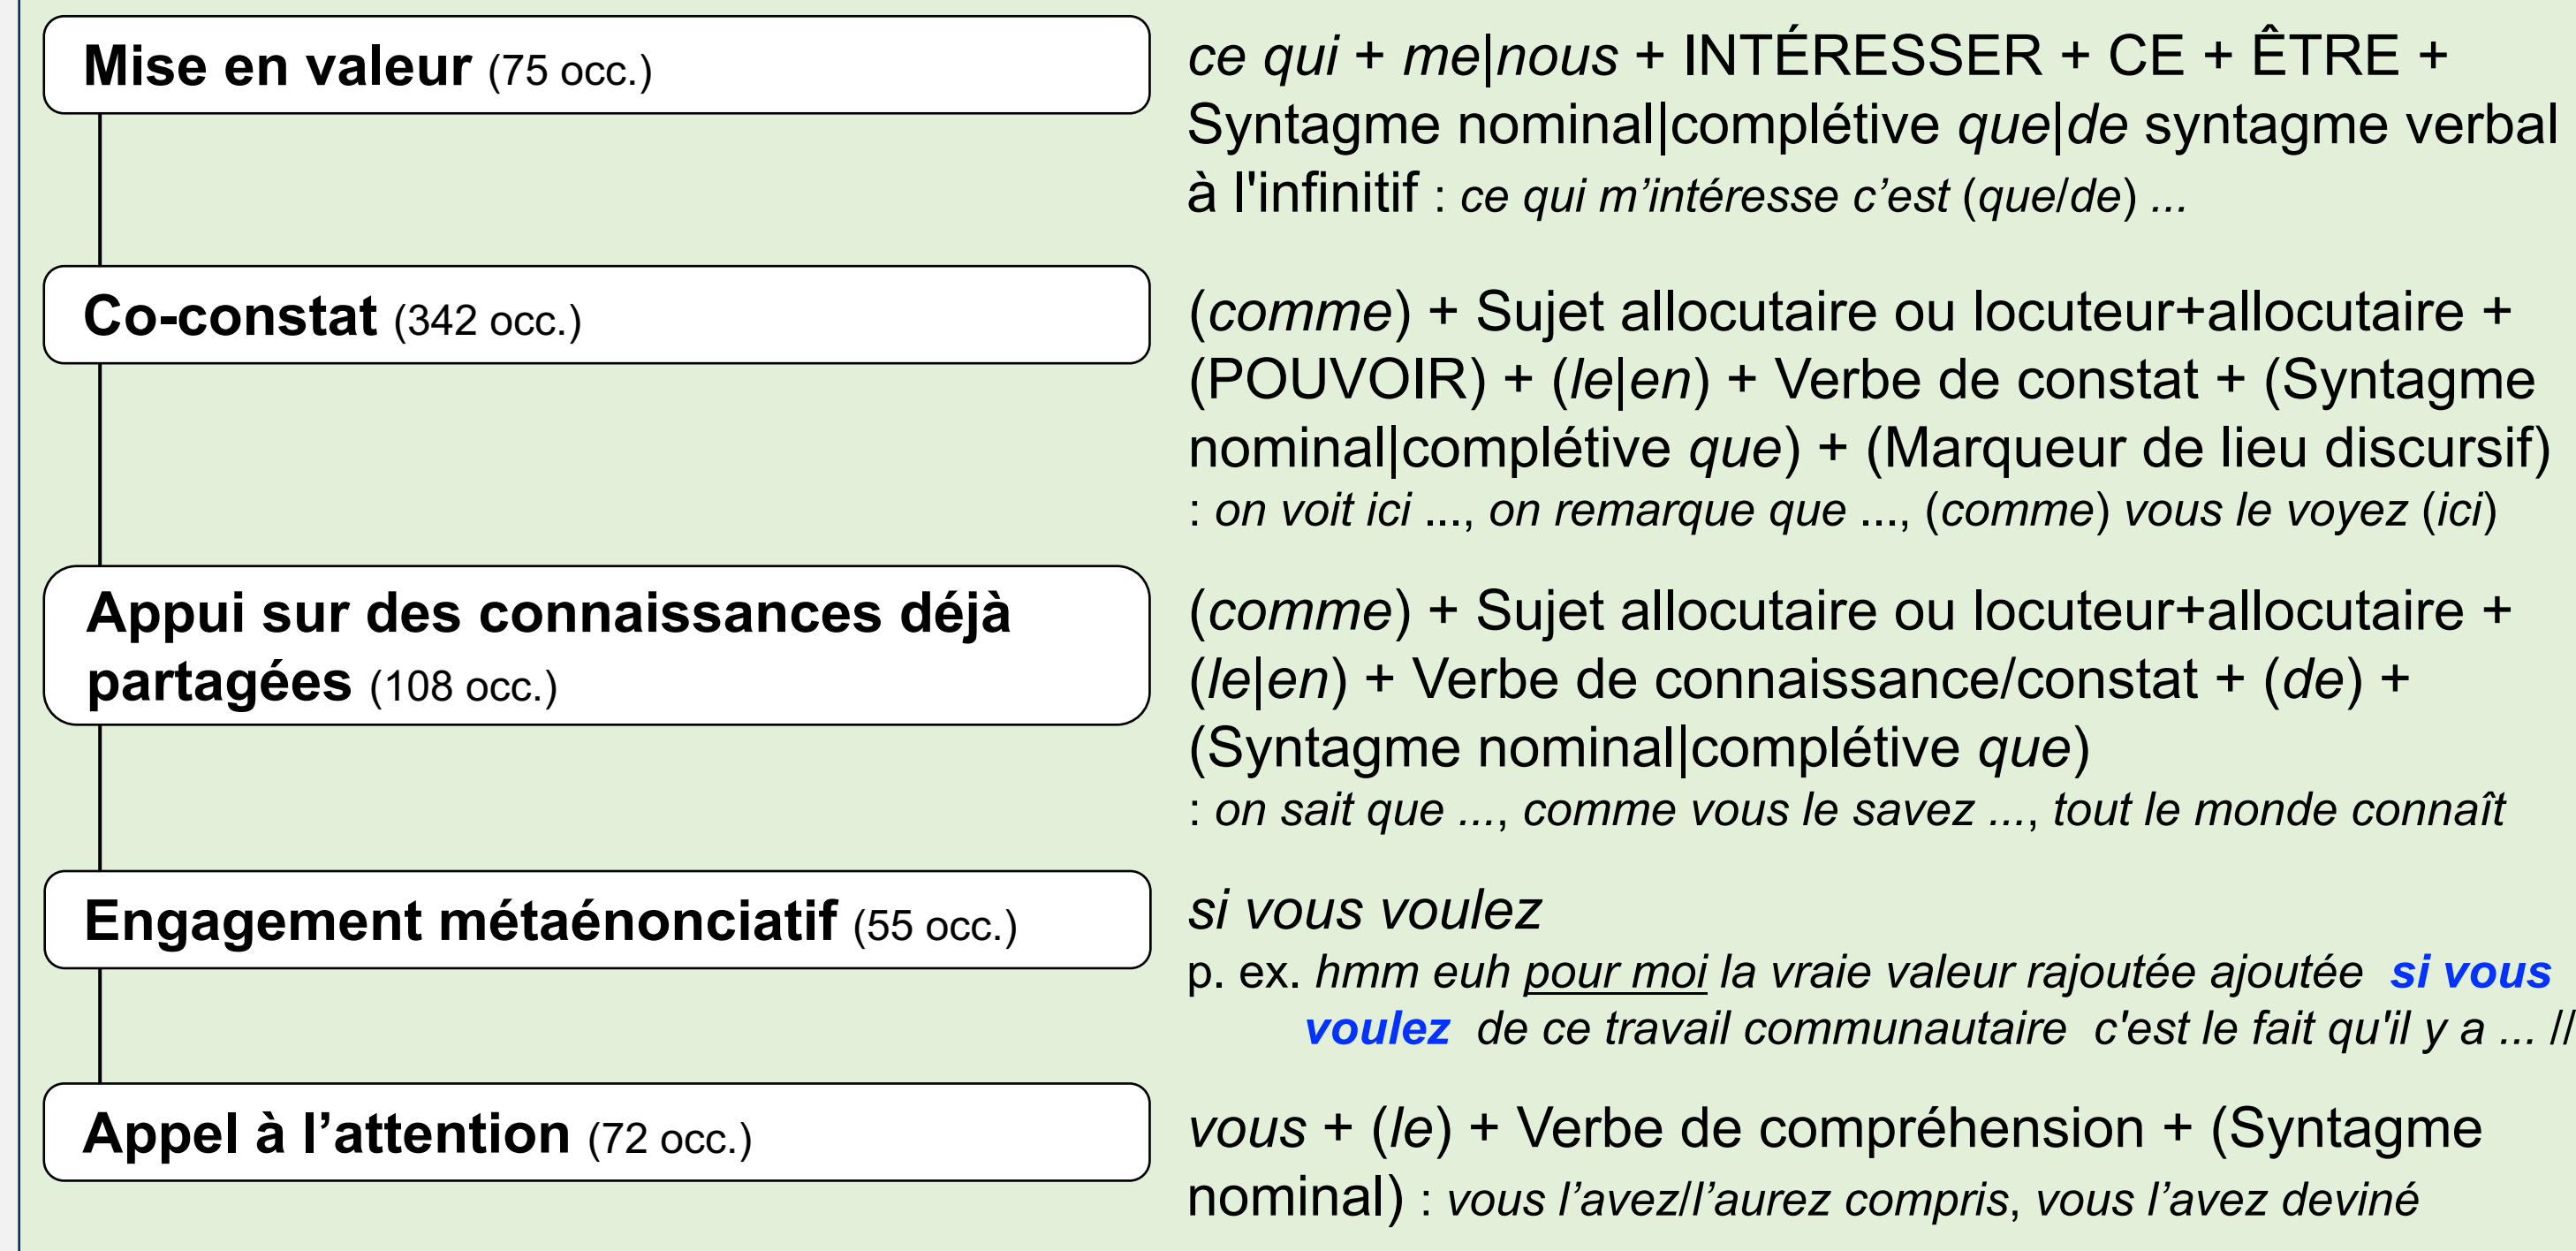 Mise en valeur (75 occ.)
ce qui + me|nous + INTÉRESSER + CE + ÊTRE +
Syntagme nominal|complétive que|de syntagme verbal
à l'infinitif : ce qui m’intéresse c’est (que/de) ...
Co-constat (342 occ.)
(comme) + Sujet allocutaire ou locuteur+allocutaire +
(POUVOIR) + (le|en) + Verbe de constat + (Syntagme
nominal|complétive que) + (Marqueur de lieu discursif)
: on voit ici ..., on remarque que ..., (comme) vous le voyez (ici)
Appui sur des connaissances déjà
partagées (108 occ.)
(comme) + Sujet allocutaire ou locuteur+allocutaire +
(le|en) + Verbe de connaissance/constat + (de) +
(Syntagme nominal|complétive que)
: on sait que ..., comme vous le savez ..., tout le monde connaît
Engagement métaénonciatif (55 occ.)
si vous voulez
p. ex. hmm euh pour moi la vraie valeur rajoutée ajoutée si vous
voulez de ce travail communautaire c'est le fait qu'il y a ... //
Appel à l’attention (72 occ.)
vous + (le) + Verbe de compréhension + (Syntagme
nominal) : vous l’avez/l’aurez compris, vous l’avez deviné